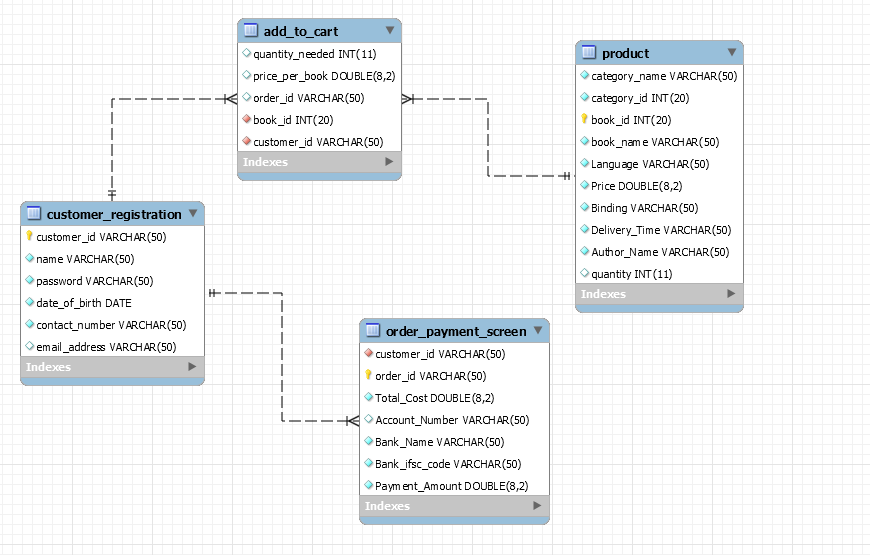 add_to_cart
quantity_needed INT(11)
price_per_book DOUBLE(8,2)
order_id VARCHAR(50)
book_id INT(20)
customer_id VARCHAR(50)
Indexes
product
category_name VARCHAR(50)
category_id INT(20)
book_id INT(20)
book_name VARCHAR(50)
Language VARCHAR(50)
Price DOUBLE(8,2)
Binding VARCHAR(50)
Delivery_Time VARCHAR(50)
Author_Name VARCHAR(50)
quantity INT(11)
Indexes
customer_registration
customer_id VARCHAR(50)
name VARCHAR(50)
password VARCHAR(50)
date_of_birth DATE
contact_number VARCHAR(50)
email_address VARCHAR(50)
Indexes
order_payment_screen
customer_id VARCHAR(50)
order_id VARCHAR(50)
Total_Cost DOUBLE(8,2)
Account_Number VARCHAR(50)
Bank_Name VARCHAR(50)
Bank_ifsc_code VARCHAR(50)
Payment_Amount DOUBLE(8,2)
Indexes